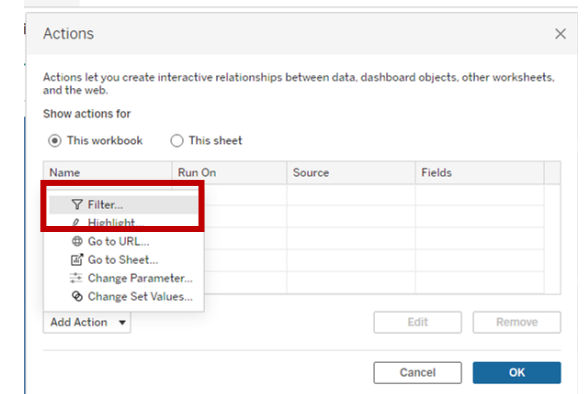 Actions
Actions let you create interactive relationships between data, dashboard objects, other worksheets,
and the web.
Show actions for
This workbook This sheet
Name Run On Source Fields
Filter...
Highlight...
Go to URL...
Go to Sheet...
Change Parameter...
Change Set Values...
Add Action Edit Remove
Cancel OK